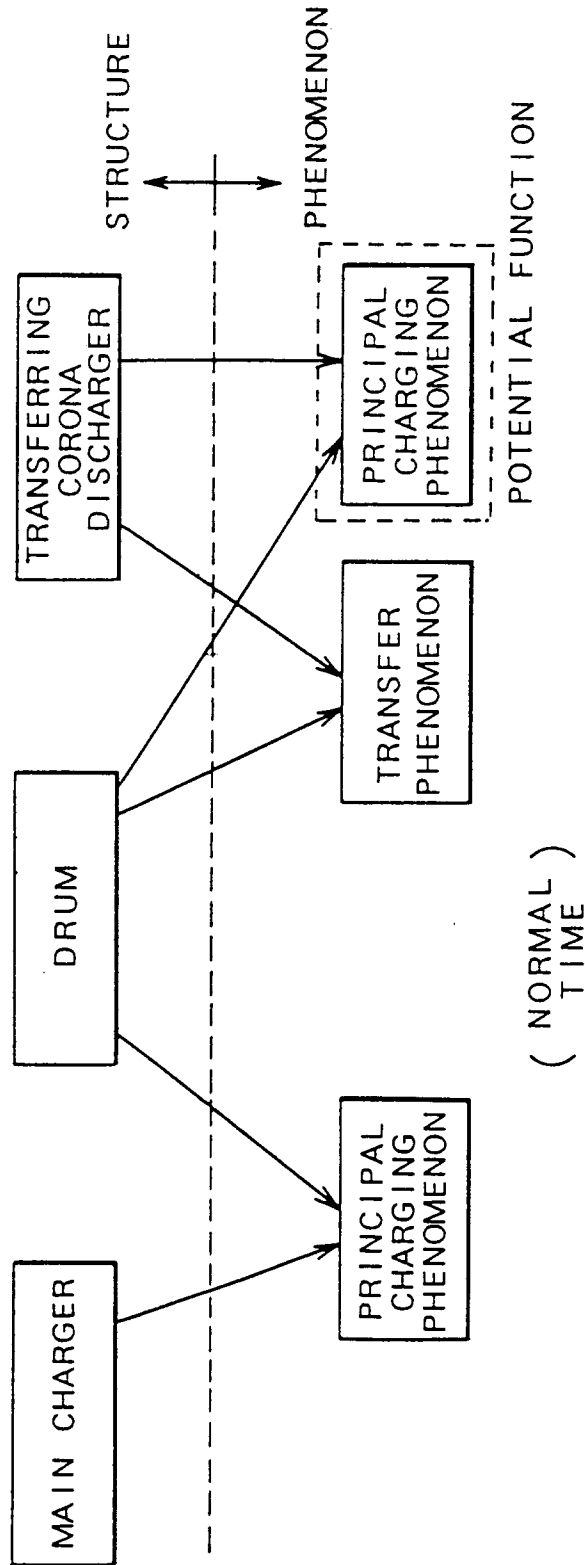 MAIN CHARGER
DRUM
TRANSFERRING
CORONA
DISCHARGER
STRUCTURE
PHENOMENON
PRINCIPAL
CHARGING
PHENOMENON
TRANSFER
PHENOMENON
PRINCIPAL
CHARGING
PHENOMENON
POTENTIAL FUNCTION
( NORMAL )
TIME